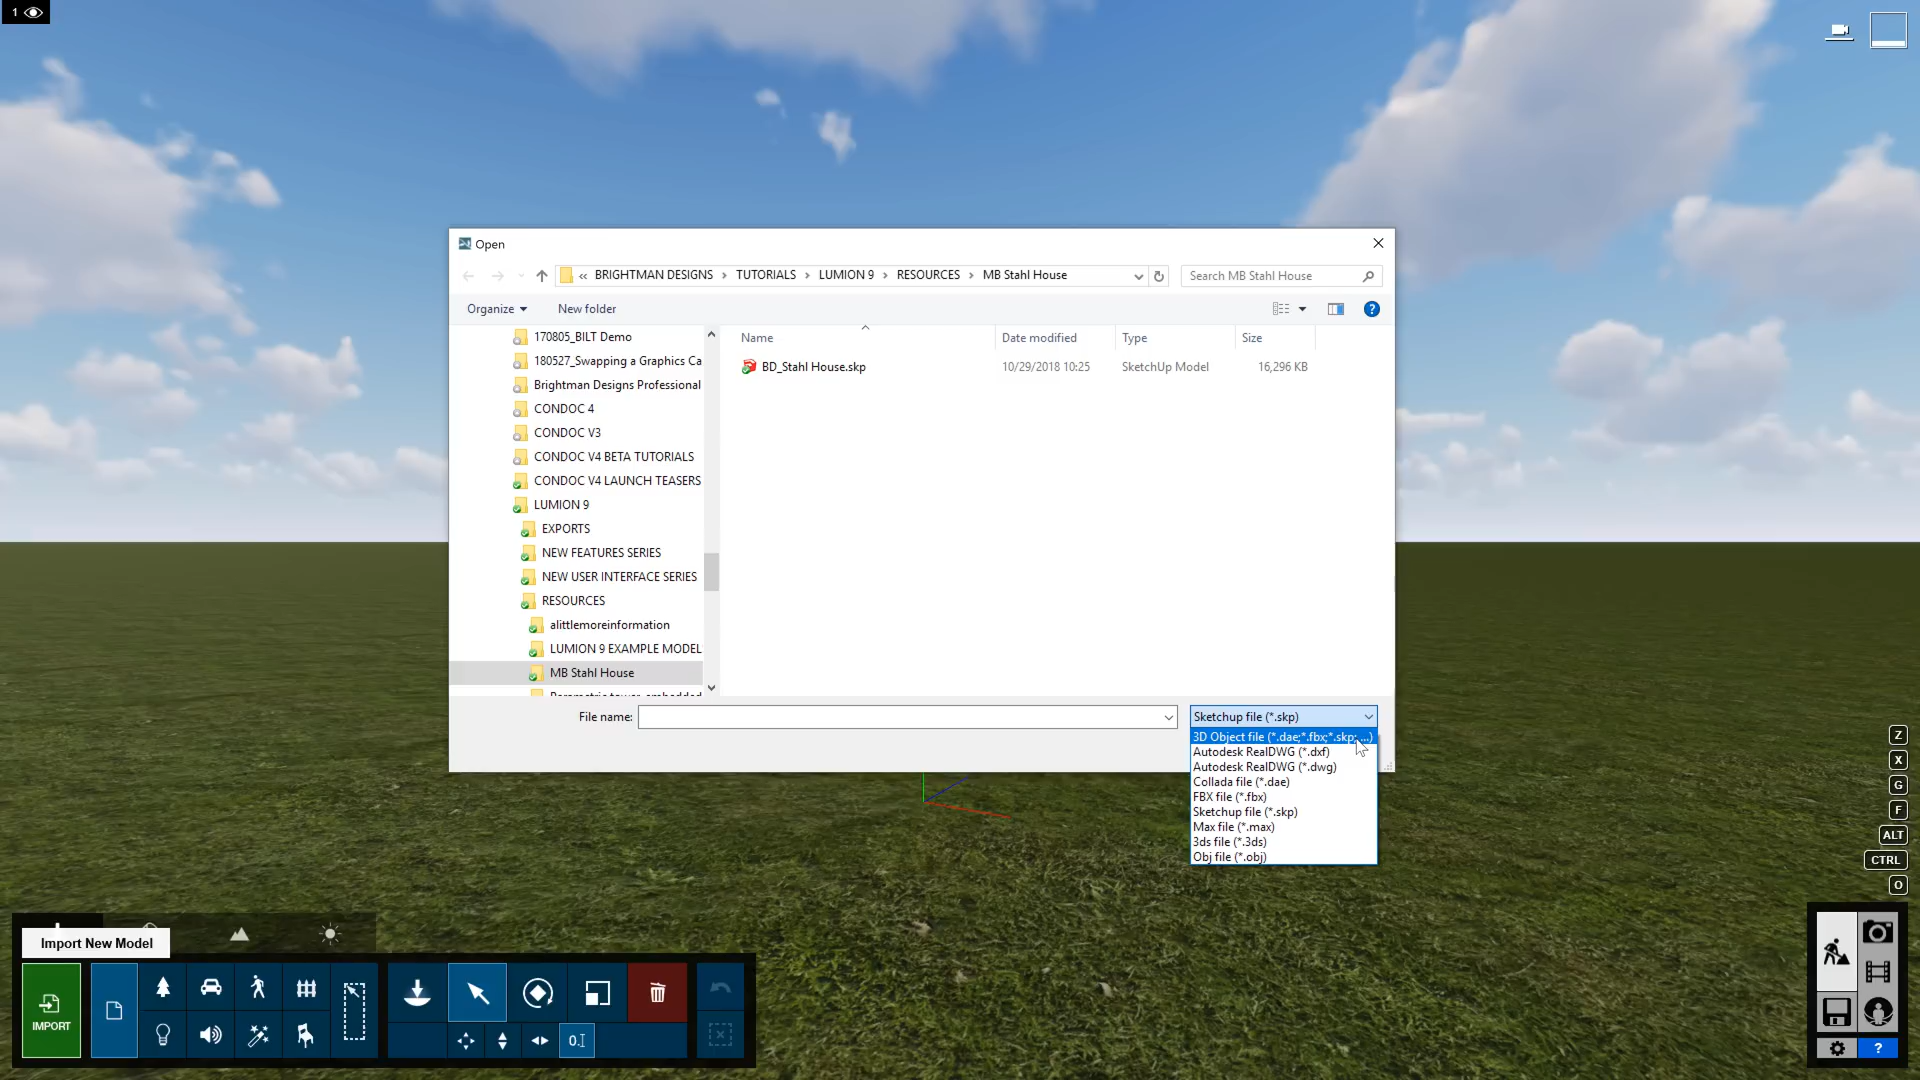 1
Open
« BRIGHTMAN DESIGNS › TUTORIALS › LUMION 9 › RESOURCES › MB Stahl House
Search MB Stahl House
Organize
New folder
?
Name
Date modified
Type
Size
BD_Stahl House.skp
10/29/2018 10:25
SketchUp Model
16,296 KB
170805_BILT Demo
180527_Swapping a Graphics Ca
Brightman Designs Professional
CONDOC 4
CONDOC V3
CONDOC V4 BETA TUTORIALS
CONDOC V4 LAUNCH TEASERS
LUMION 9
EXPORTS
NEW FEATURES SERIES
NEW USER INTERFACE SERIES
RESOURCES
alittlemoreinformation
LUMION 9 EXAMPLE MODEL
MB Stahl House
File name:
Sketchup file (*.skp)
3D Object file (*.dae;*.fbx;*.skp;...)
Autodesk RealDWG (*.dxf)
Autodesk RealDWG (*.dwg)
Collada file (*.dae)
FBX file (*.fbx)
Sketchup file (*.skp)
Max file (*.max)
3ds file (*.3ds)
Obj file (*.obj)
Z
X
G
F
ALT
CTRL
O
Import New Model
IMPORT
?